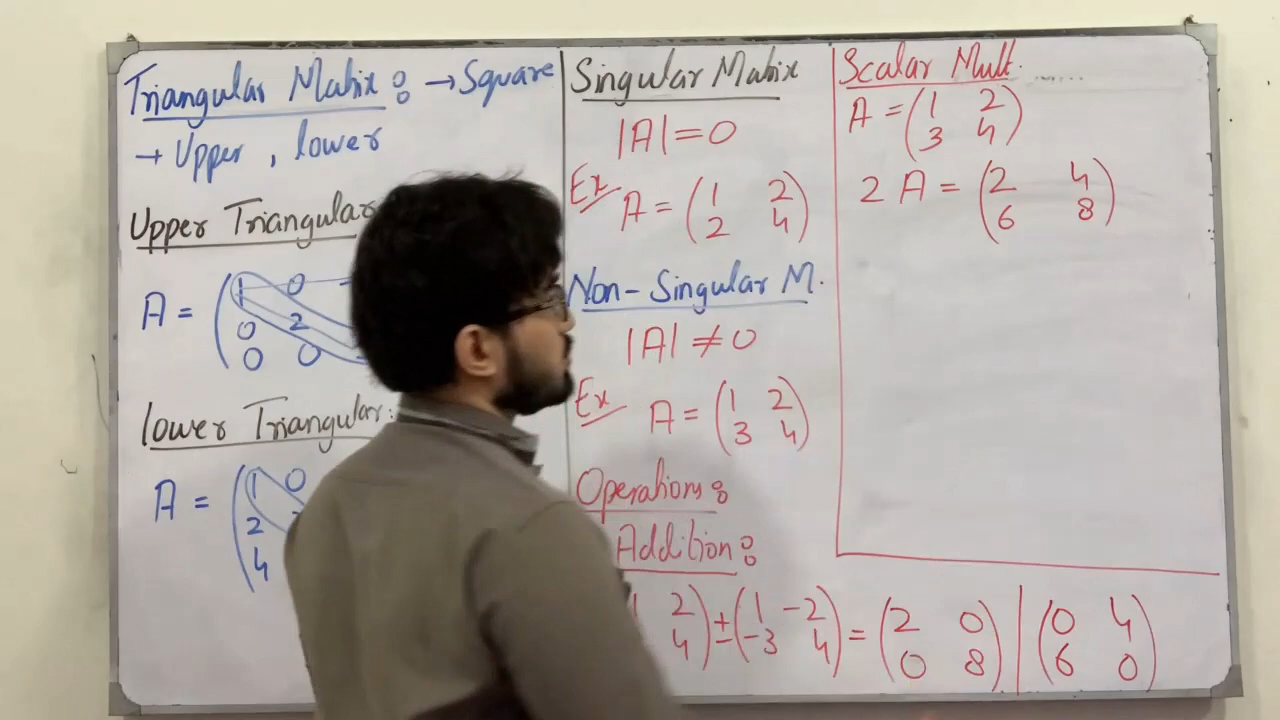 Triangular Matrix : → Square
→ Upper , lower
Upper Triangular
A = ( 1 0
0 2
0 0
lower Triangular :
A = ( 1 0
2
4
Singular Matrix
|A| = 0
Ex A = ( 1 2
2 4 )
Non-Singular M.
|A| ≠ 0
Ex A = ( 1 2
3 4 )
Operations :
Addition :
1 2 ) ± ( 1 -2 ) = ( 2 0 ) | ( 0 4 )
4 ) ( -3 4 ) ( 0 8 ) | ( 6 0 )
Scalar Mult.
A = ( 1 2
3 4 )
2 A = ( 2 4
6 8 )